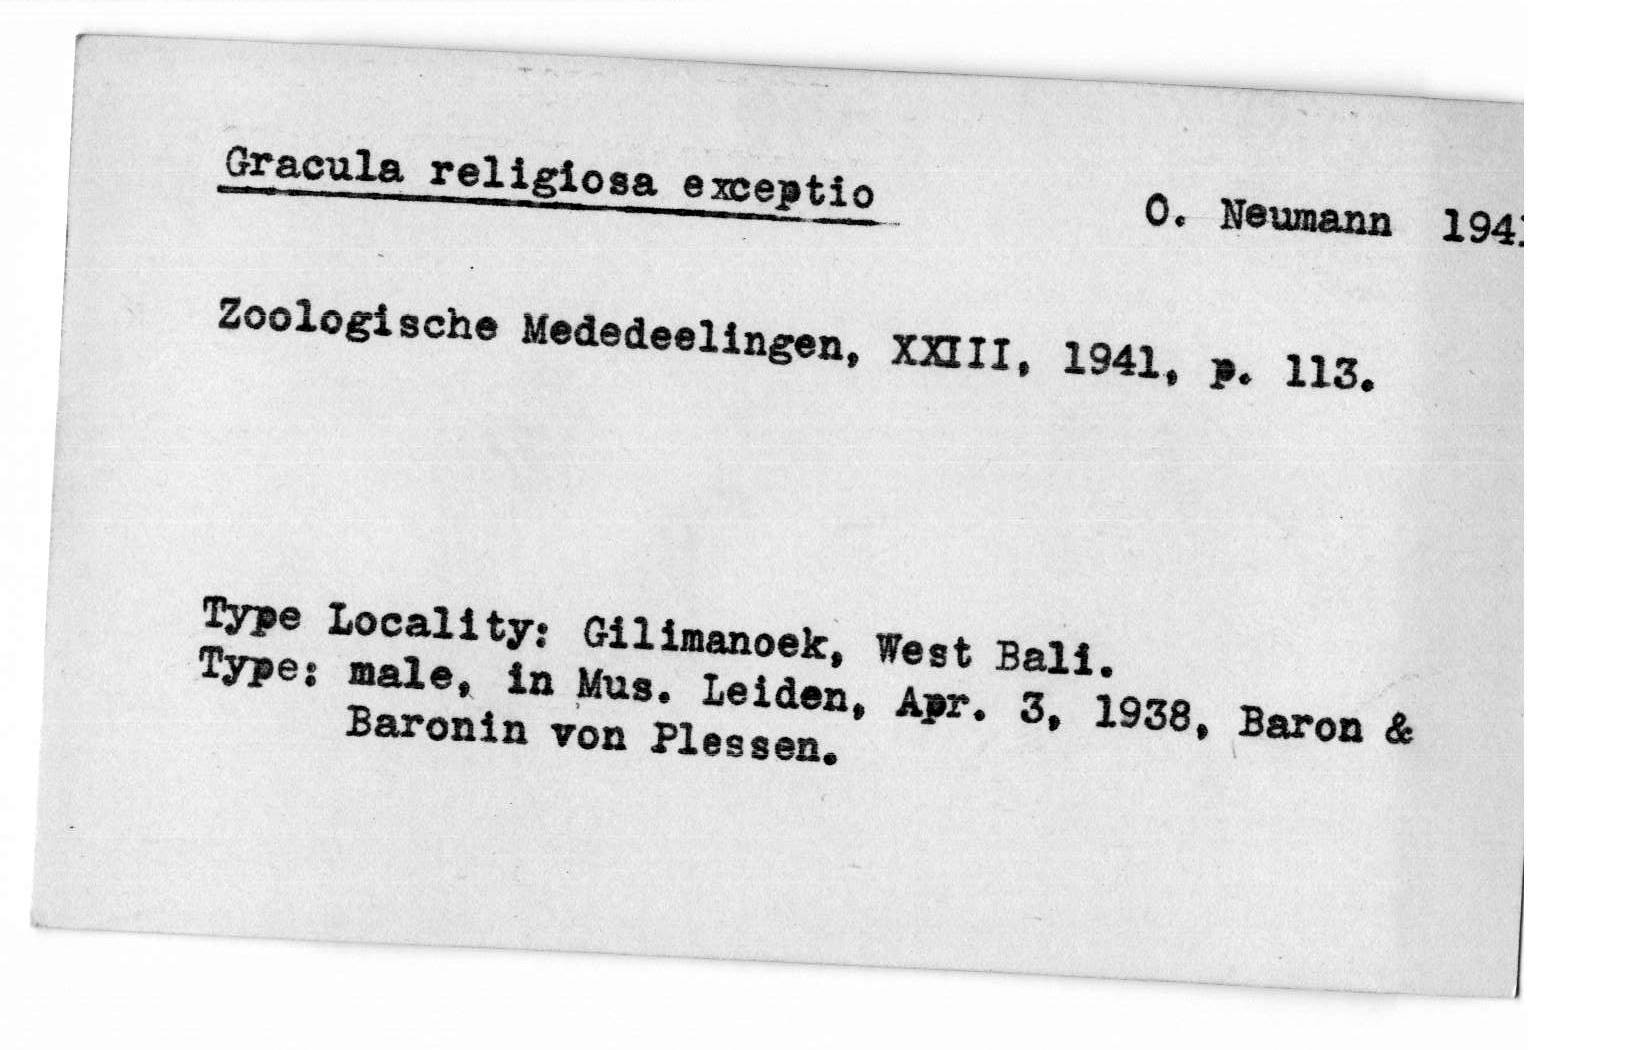 Gracula religiosa exceptio O. Neumann 1941
Zoologische Mededeelingen, XXIII, 1941, p. 113.
Type Locality: Gilimanoek, West Bali.
Type: male, in Mus. Leiden, Apr. 3, 1938, Baron &
Baronin von Plessen.